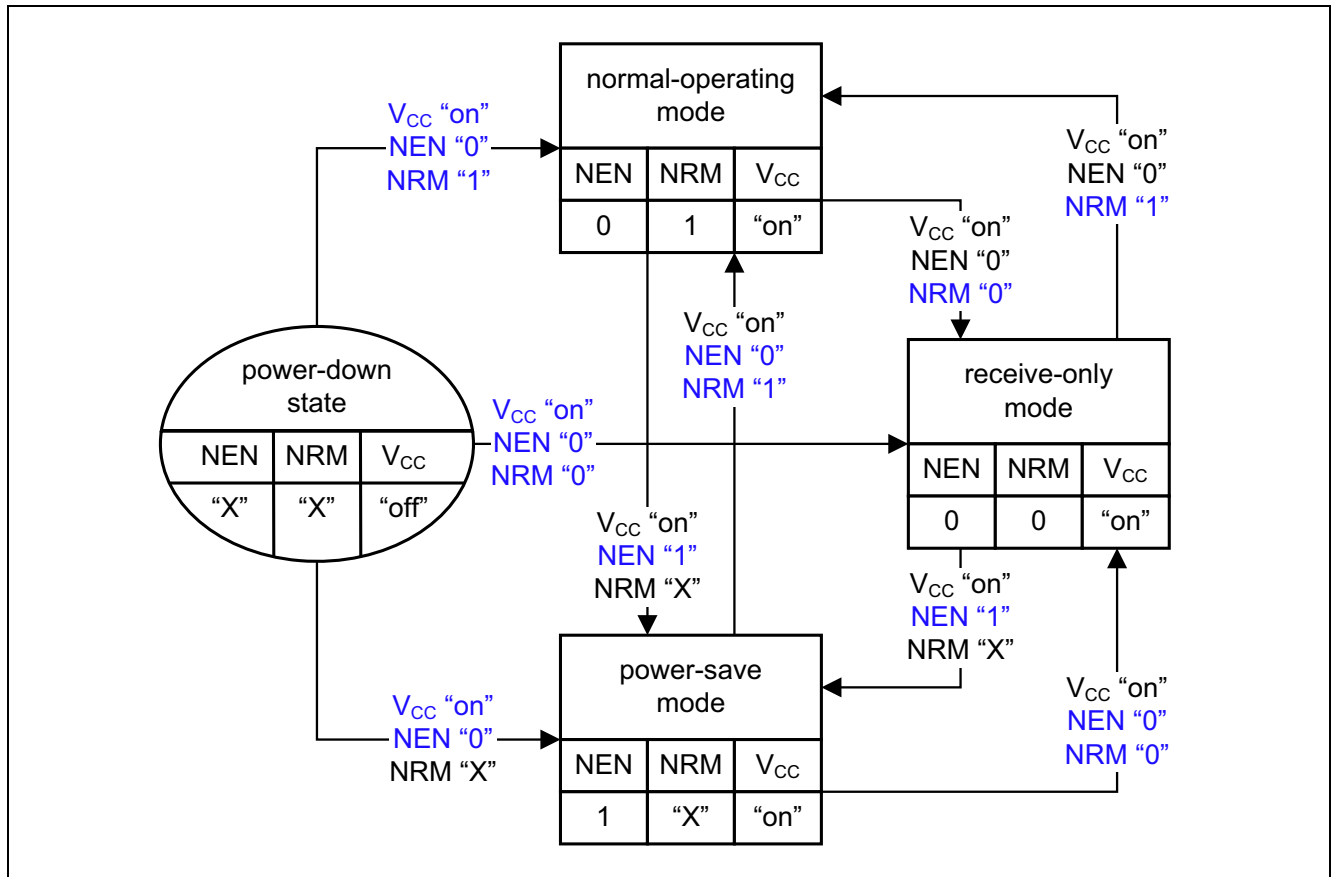 normal-operating
mode
NEN NRM VCC
0 1 “on”
VCC “on”
NEN “0”
NRM “1”
VCC “on”
NEN “0”
NRM “1”
VCC “on”
NEN “0”
NRM “0”
VCC “on”
NEN “0”
NRM “1”
power-down
state
NEN NRM VCC
“X” “X” “off”
VCC “on”
NEN “0”
NRM “0”
receive-only
mode
NEN NRM VCC
0 0 “on”
VCC “on”
NEN “1”
NRM “X”
VCC “on”
NEN “1”
NRM “X”
VCC “on”
NEN “0”
NRM “X”
power-save
mode
NEN NRM VCC
1 “X” “on”
VCC “on”
NEN “0”
NRM “0”